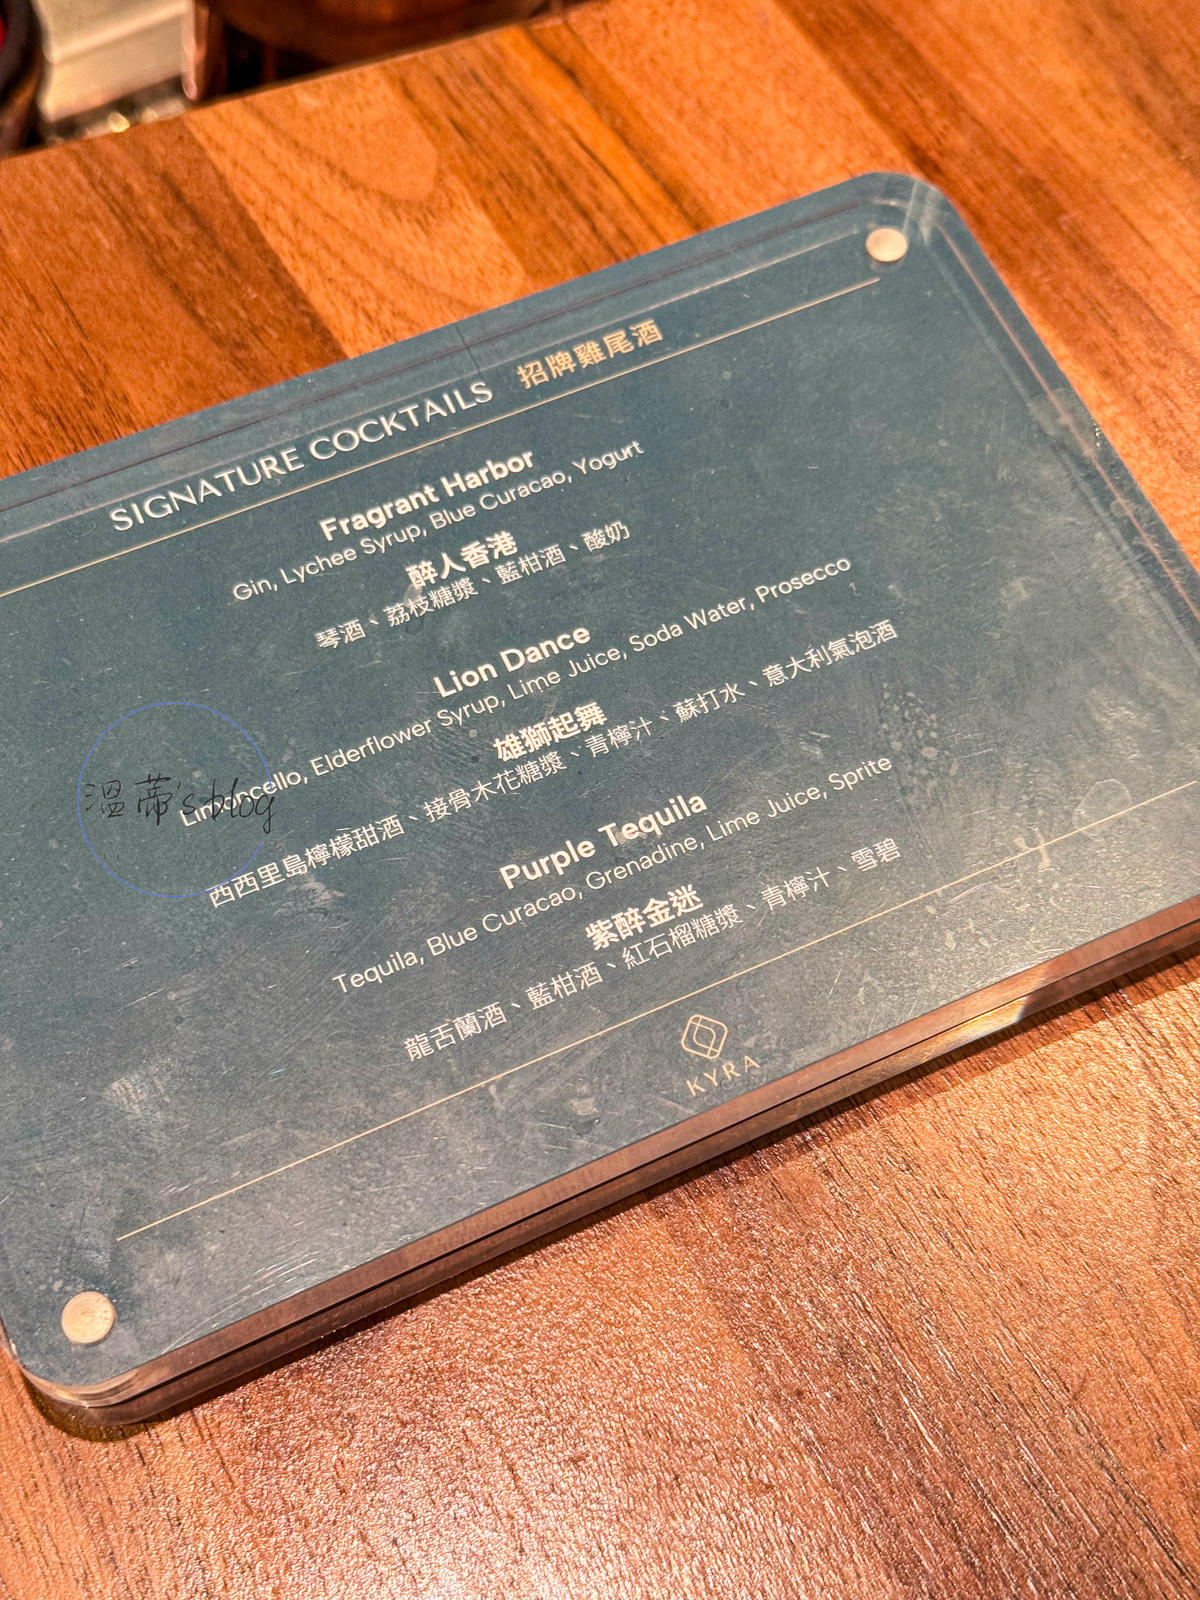 SIGNATURE COCKTAILS 招牌雞尾酒
Fragrant Harbor
Gin, Lychee Syrup, Blue Curacao, Yogurt
醉人香港
琴酒、荔枝糖漿、藍柑酒、酸奶
Lion Dance
Limoncello, Elderflower Syrup, Lime Juice, Soda Water, Prosecco
雄獅起舞
西西里島檸檬甜酒、接骨木花糖漿、青檸汁、蘇打水、意大利氣泡酒
溫蒂's blog
Purple Tequila
Tequila, Blue Curacao, Grenadine, Lime Juice, Sprite
紫醉金迷
龍舌蘭酒、藍柑酒、紅石榴糖漿、青檸汁、雪碧
KYRA